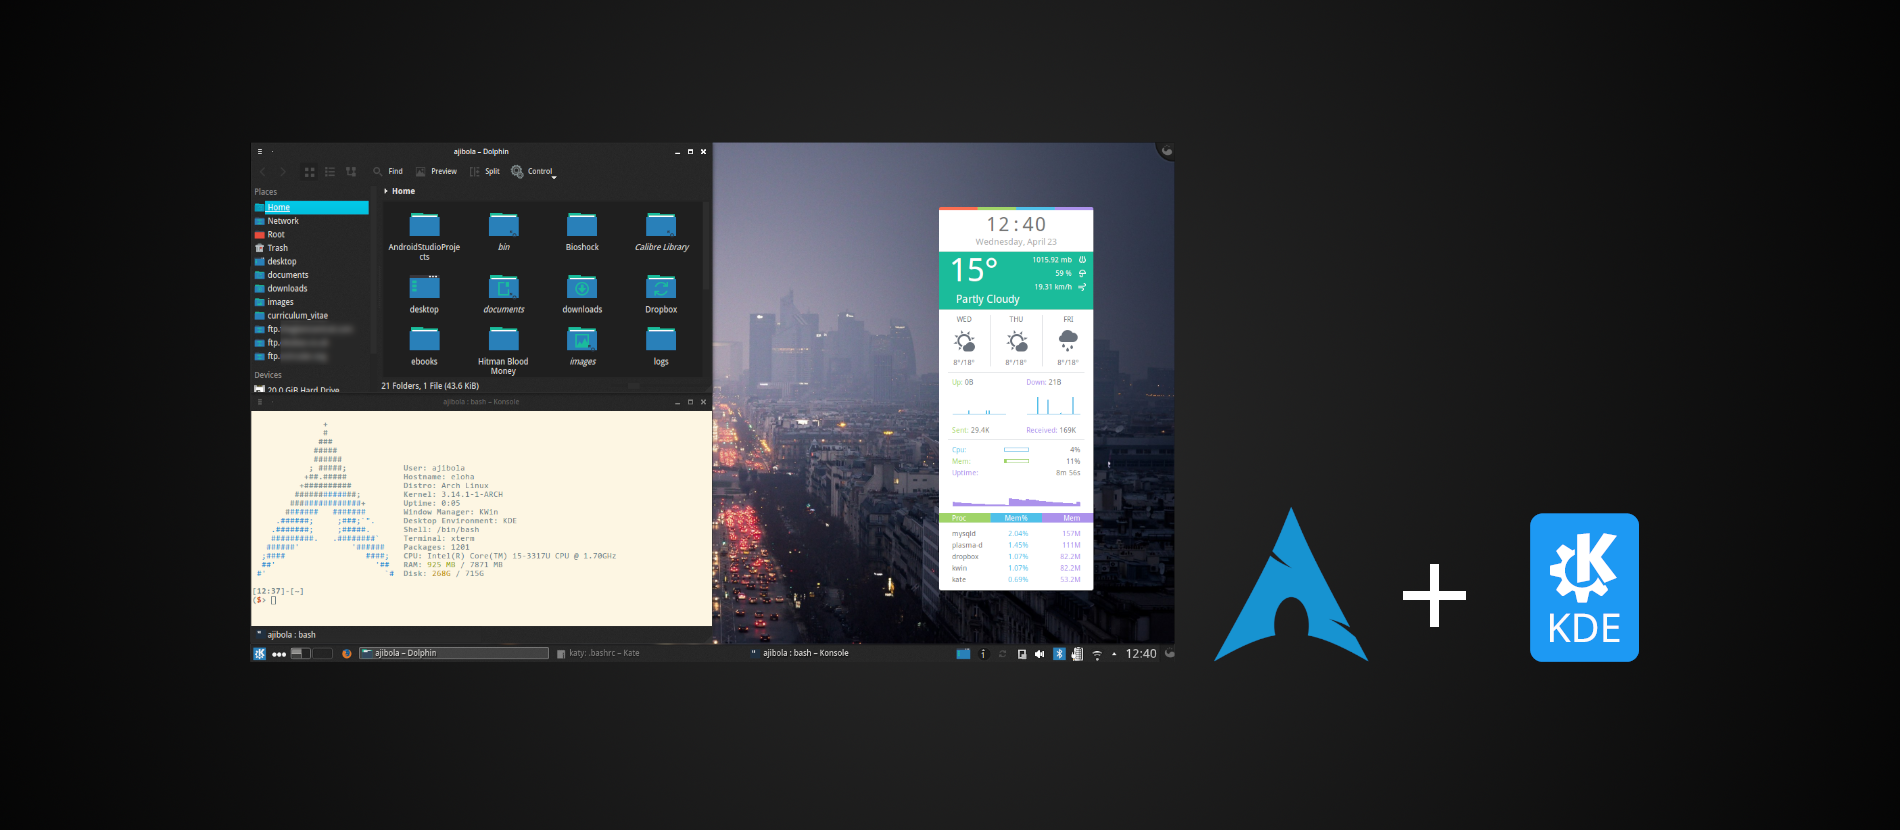 ajibola – Dolphin
Find Preview Split Control
Places
Home
Network
Root
Trash
desktop
documents
downloads
images
curriculum_vitae
ftp.
ftp.
ftp.
Devices
20.0 GiB Hard Drive
Home
AndroidStudioProje
cts
bin
Bioshock
Calibre Library
desktop
documents
downloads
Dropbox
ebooks
Hitman Blood
Money
images
logs
21 Folders, 1 File (43.6 KiB)
ajibola : bash – Konsole
User: ajibola
Hostname: eloha
Distro: Arch Linux
Kernel: 3.14.1-1-ARCH
Uptime: 0:05
Window Manager: KWin
Desktop Environment: KDE
Shell: /bin/bash
Terminal: xterm
Packages: 1201
CPU: Intel(R) Core(TM) i5-3317U CPU @ 1.70GHz
RAM: 925 MB / 7871 MB
Disk: 268G / 715G
[12:37]-[~]
($>
ajibola : bash
12:40
Wednesday, April 23
15°
1015.92 mb
59 %
19.31 km/h
Partly Cloudy
WED THU FRI
8°/18° 8°/18° 8°/18°
Up: 0B Down: 21B
Sent: 29.4K Received: 169K
Cpu: 4%
Mem: 11%
Uptime: 8m 56s
Proc Mem% Mem
mysqld 2.04% 157M
plasma-d 1.45% 111M
dropbox 1.07% 82.2M
kwin 1.07% 82.2M
kate 0.69% 53.2M
ajibola – Dolphin
katy: .bashrc – Kate
ajibola : bash – Konsole
12:40
KDE